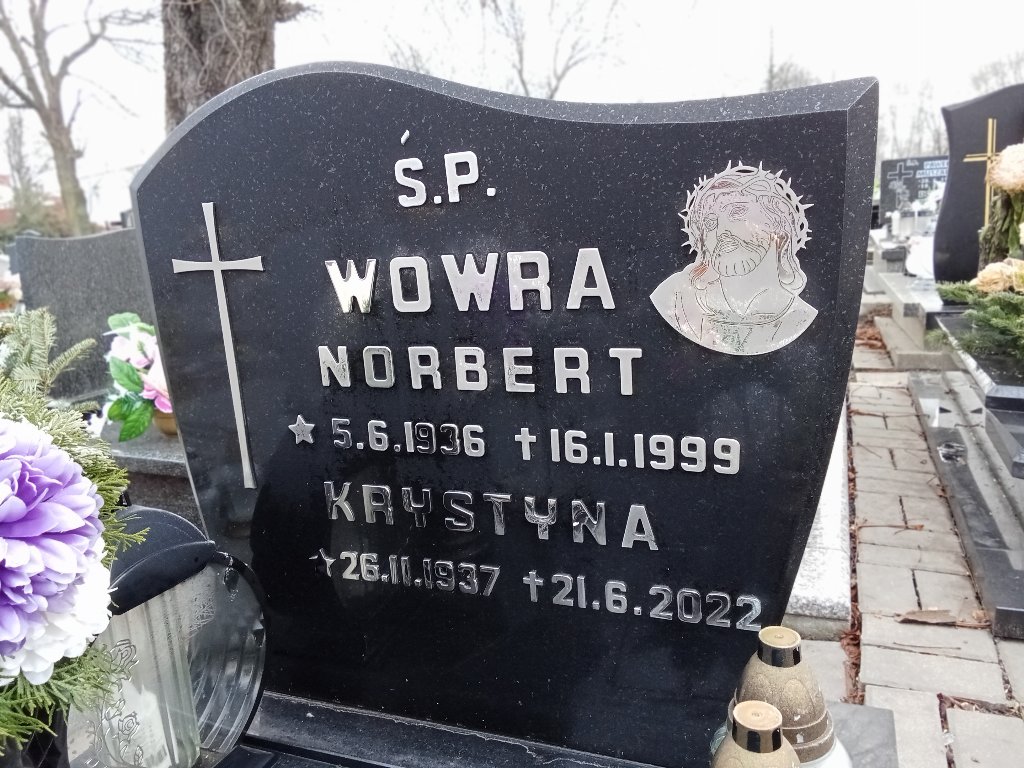 Ś.P.
WOWRA
NORBERT
5.6.1936 16.1.1999
KRYSTYNA
26.11.1937 21.6.2022